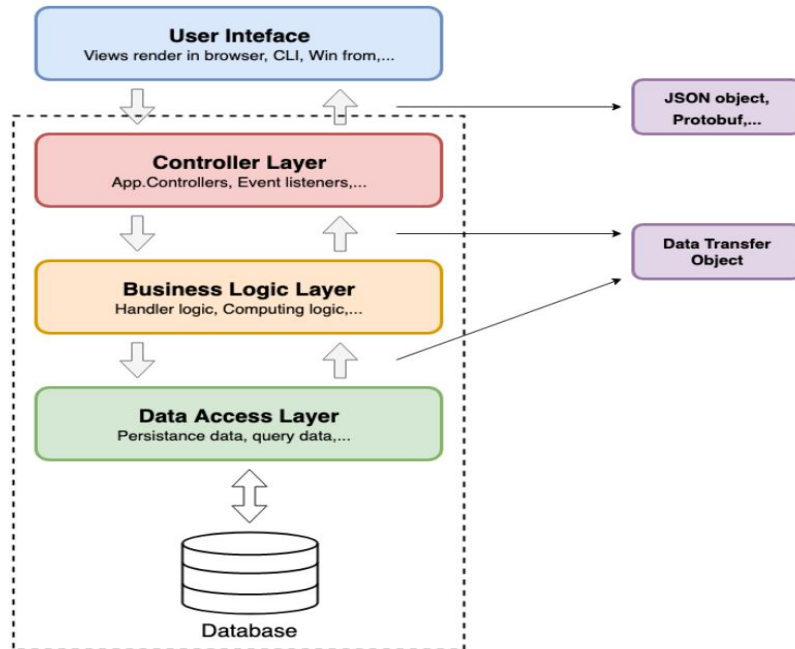 User Inteface
Views render in browser, CLI, Win from,...
JSON object,
Protobuf,...
Controller Layer
App.Controllers, Event listeners,...
Data Transfer
Object
Business Logic Layer
Handler logic, Computing logic,...
Data Access Layer
Persistance data, query data,...
Database